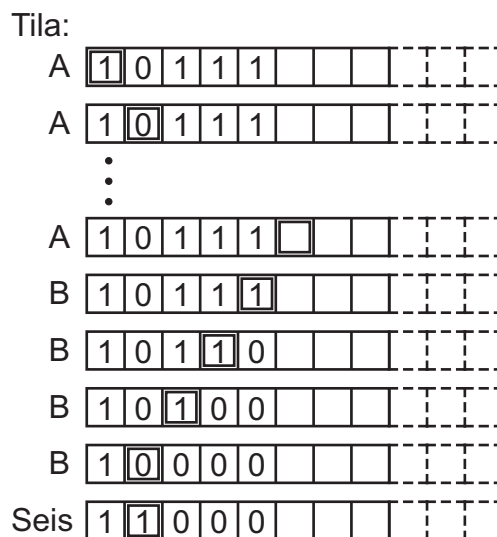 Tila:
A 1 0 1 1 1
A 1 0 1 1 1
A 1 0 1 1 1
B 1 0 1 1 1
B 1 0 1 1 0
B 1 0 1 0 0
B 1 0 0 0 0
Seis 1 1 0 0 0